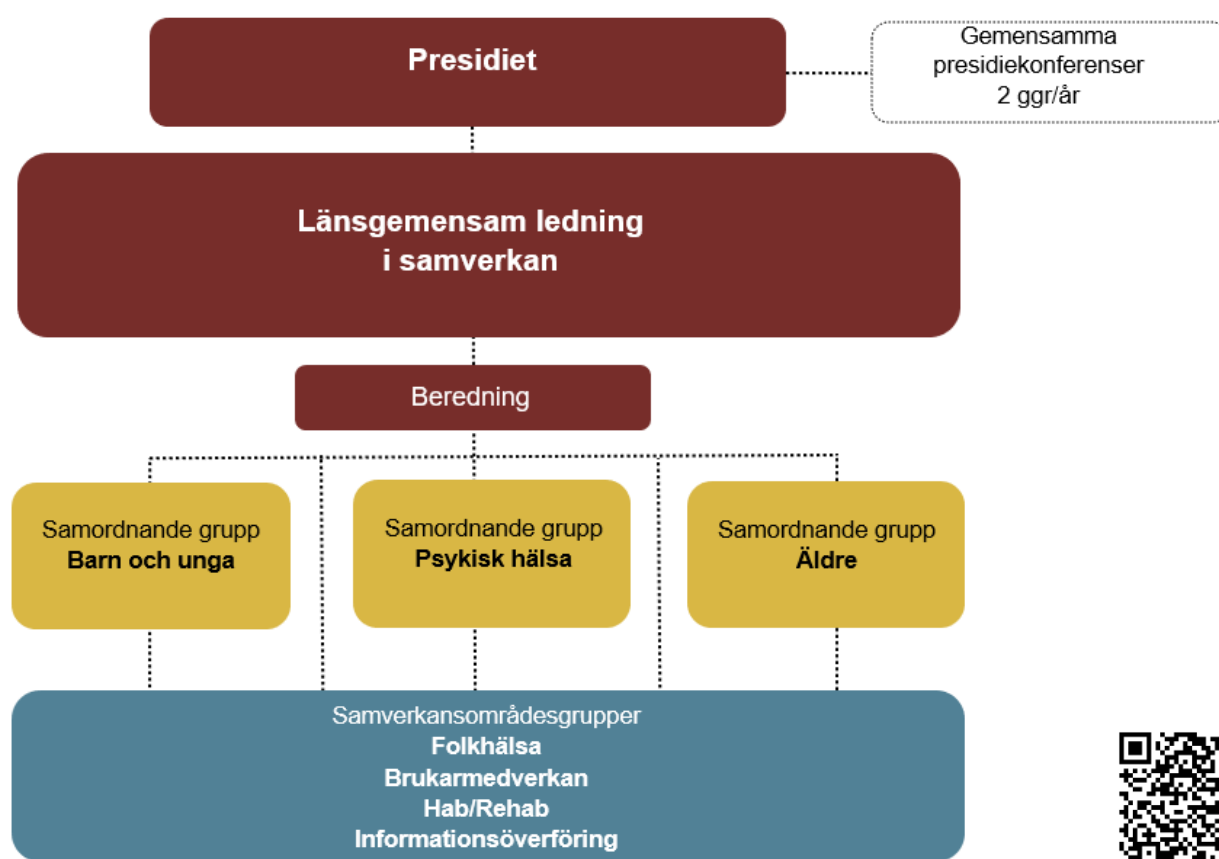 Presidiet
Gemensamma
presidiekonferenser
2 ggr/år
Länsgemensam ledning
i samverkan
Beredning
Samordnande grupp
Barn och unga
Samordnande grupp
Psykisk hälsa
Samordnande grupp
Äldre
Samverkansområdesgrupper
Folkhälsa
Brukarmedverkan
Hab/Rehab
Informationsöverföring